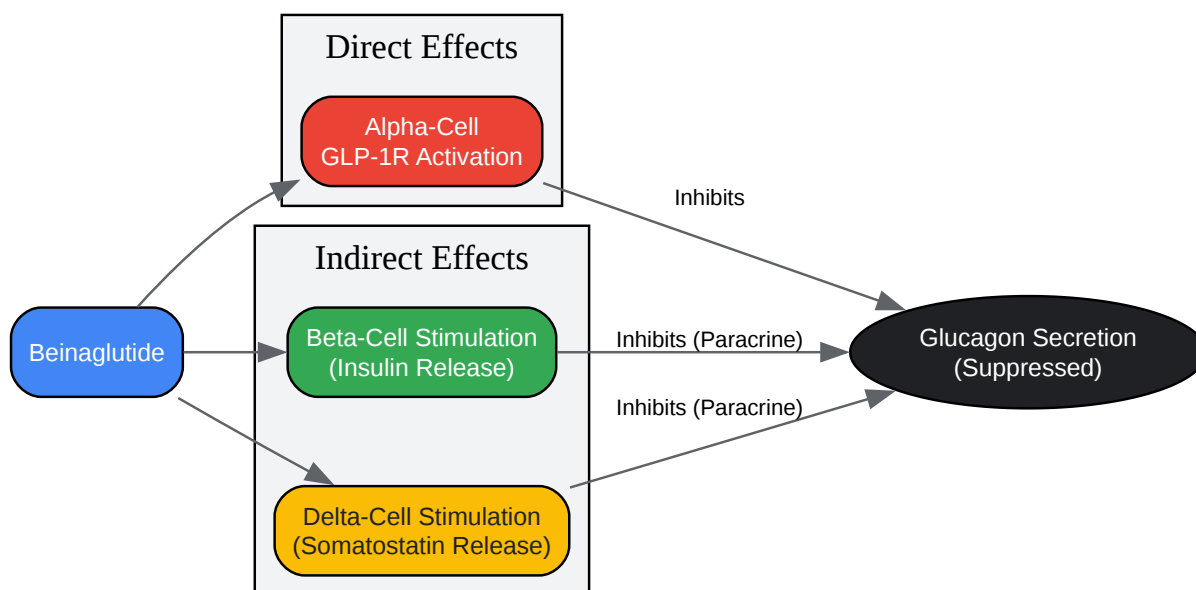 Direct Effects
Alpha-Cell
GLP-1R Activation
Inhibits
Indirect Effects
Beinaglutide
Beta-Cell Stimulation
(Insulin Release)
Inhibits (Paracrine)
Glucagon Secretion
(Suppressed)
Inhibits (Paracrine)
Delta-Cell Stimulation
(Somatostatin Release)